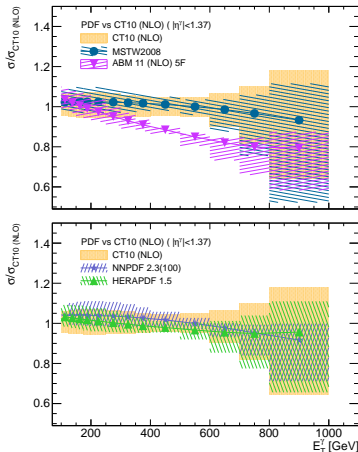 σ/σCT10 (NLO)
1.4
1.2
1
0.8
0.6
PDF vs CT10 (NLO) ( |η^γ|<1.37)
CT10 (NLO)
MSTW2008
ABM 11 (NLO) 5F
σ/σCT10 (NLO)
1.4
1.2
1
0.8
0.6
PDF vs CT10 (NLO) ( |η^γ|<1.37)
CT10 (NLO)
NNPDF 2.3(100)
HERAPDF 1.5
200 400 600 800 1000
E_T^γ [GeV]